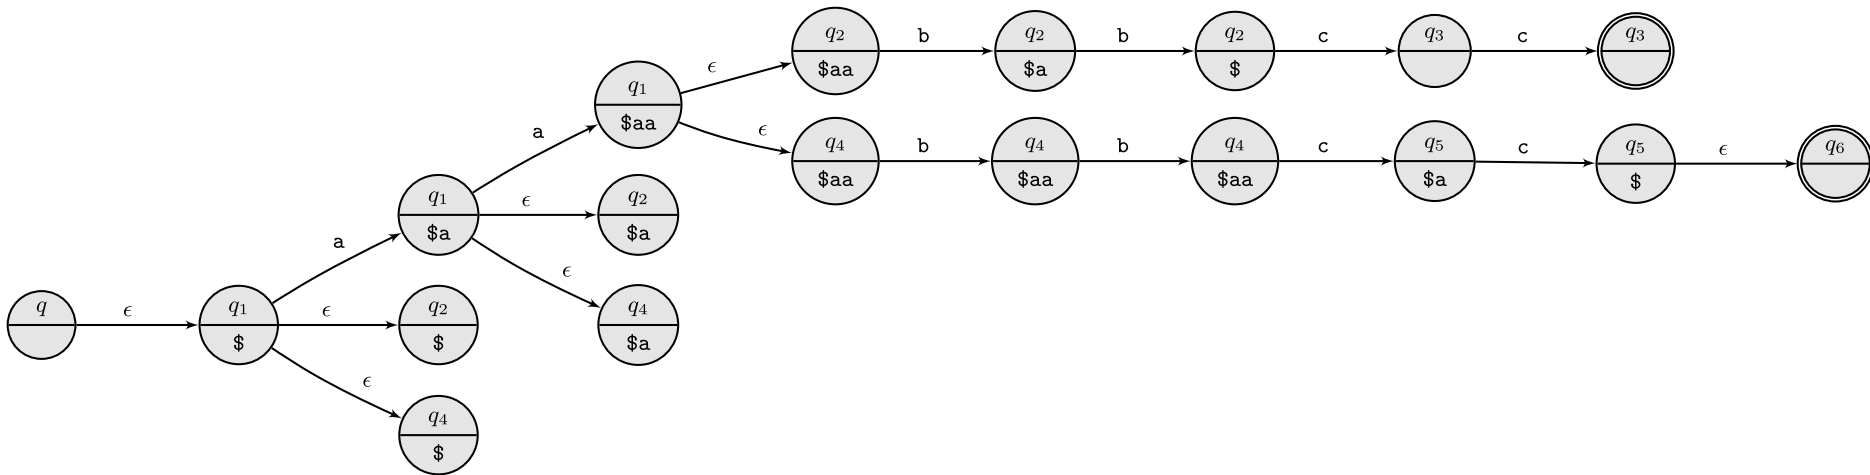 q₂ b q₂ b q₂ c q₃ c q₃
$aa $a $
ϵ
q₁
$aa
ϵ
a
q₄ b q₄ b q₄ c q₅ c q₅ ϵ q₆
$aa $aa $aa $a $
q₁ ϵ q₂
$a $a
a
ϵ
q ϵ q₁ ϵ q₂ q₄
$ $ $a
ϵ
q₄
$